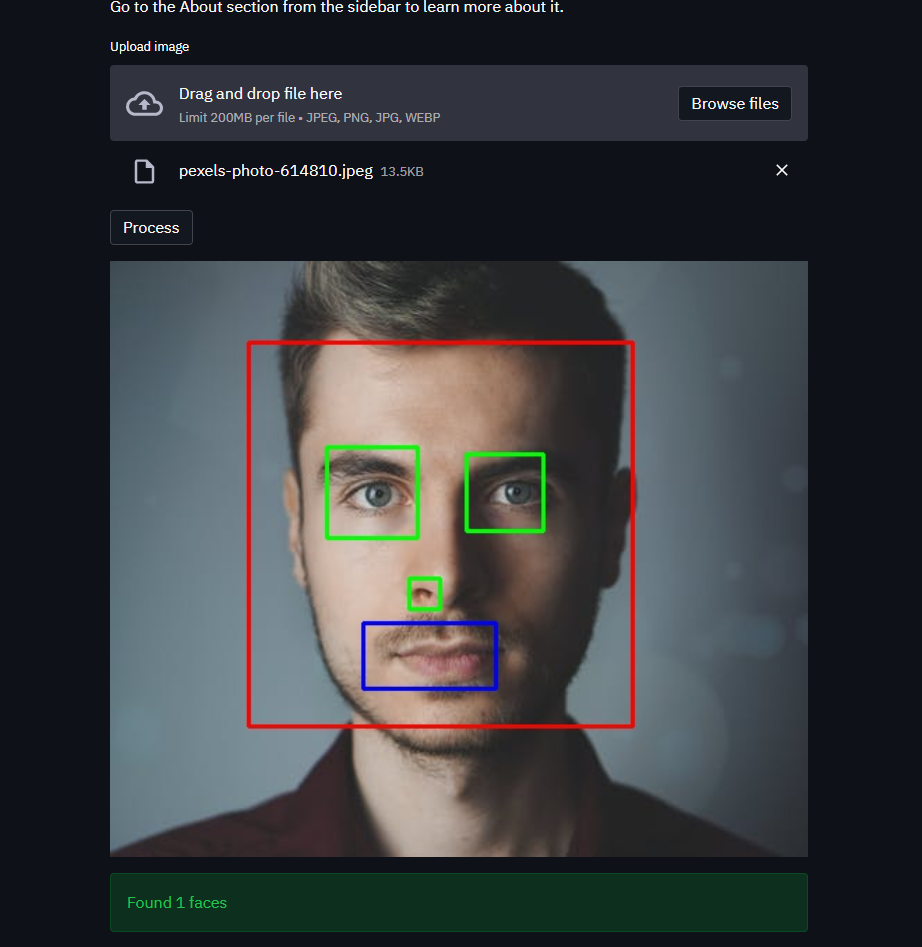 Go to the About section from the sidebar to learn more about it.
Upload image
Drag and drop file here
Limit 200MB per file • JPEG, PNG, JPG, WEBP
Browse files
pexels-photo-614810.jpeg 13.5KB
Process
Found 1 faces